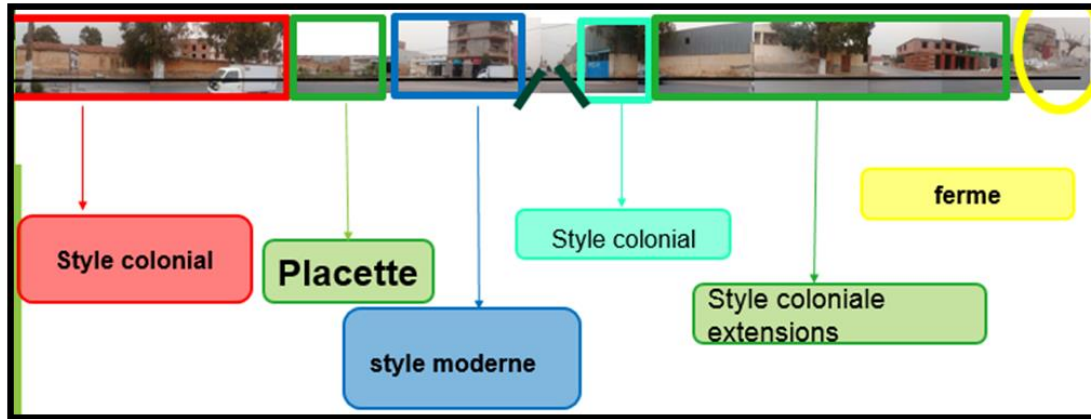 Style colonial
Placette
style moderne
Style colonial
Style coloniale
extensions
ferme